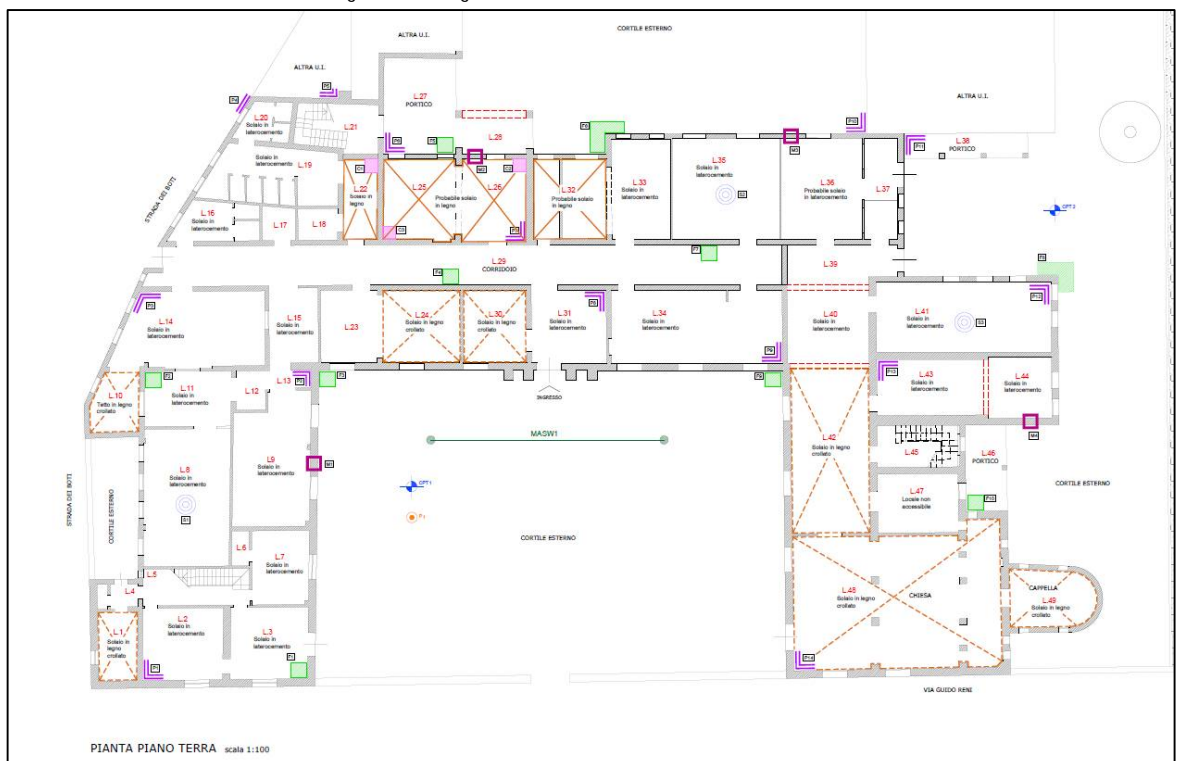 CORTILE ESTERNO
ALTRA U.I.
ALTRA U.I.
ALTRA U.I.
L.27
PORTICO
L.20
Solaio in
laterocemento
L.21
L.28
L.38
PORTICO
STRADA DEI BOTI
Solaio in
laterocemento
L.19
L.22
Solaio in
legno
L.25
Probabile solaio
in legno
L.26
L.32
Probabile solaio
in legno
L.33
Solaio in
laterocemento
L.35
Solaio in
laterocemento
L.36
Probabile solaio
in laterocemento
L.37
L.16
Solaio in
laterocemento
L.17
L.18
CPT 2
L.29
CORRIDOIO
L.39
L.14
Solaio in
laterocemento
L.15
Solaio in
laterocemento
L.23
L.24
Solaio in legno
crollato
L.30
Solaio in legno
crollato
L.31
Solaio in
laterocemento
L.34
Solaio in
laterocemento
L.40
Solaio in
laterocemento
L.41
Solaio in
laterocemento
L.10
Tetto in legno
crollato
L.11
Solaio in
laterocemento
L.12
L.13
L.43
Solaio in
laterocemento
L.44
Solaio in
laterocemento
INGRESSO
MASW1
L.42
Solaio in legno
crollato
L.45
L.46
PORTICO
STRADA DEI BOTI
CORTILE ESTERNO
L.8
Solaio in
laterocemento
S1
L9
Solaio in
laterocemento
M1
CPT1
CORTILE ESTERNO
L.47
Locale non
accessibile
CORTILE ESTERNO
L.6
L.7
Solaio in
laterocemento
L.4
L.5
L.1
Solaio in
legno
crollato
L.2
Solaio in
laterocemento
L.3
Solaio in
laterocemento
L.48
Solaio in legno
crollato
CHIESA
CAPPELLA
L.49
Solaio in legno
crollato
P1
P14
VIA GUIDO RENI
PIANTA PIANO TERRA scala 1:100